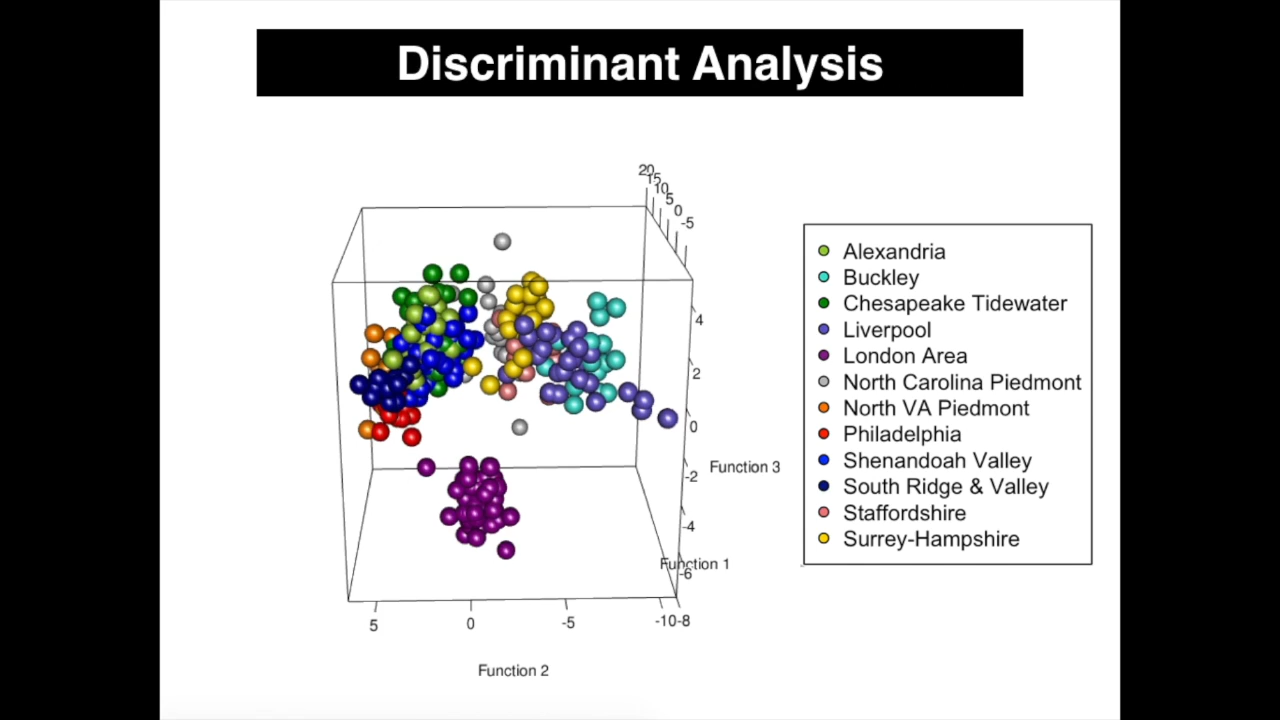 Discriminant Analysis
20
15
10
5
0
-5
4
2
0
-2
-4
-6
Function 3
Function 1
5
0
-5
-10
-8
Function 2
Alexandria
Buckley
Chesapeake Tidewater
Liverpool
London Area
North Carolina Piedmont
North VA Piedmont
Philadelphia
Shenandoah Valley
South Ridge & Valley
Staffordshire
Surrey-Hampshire